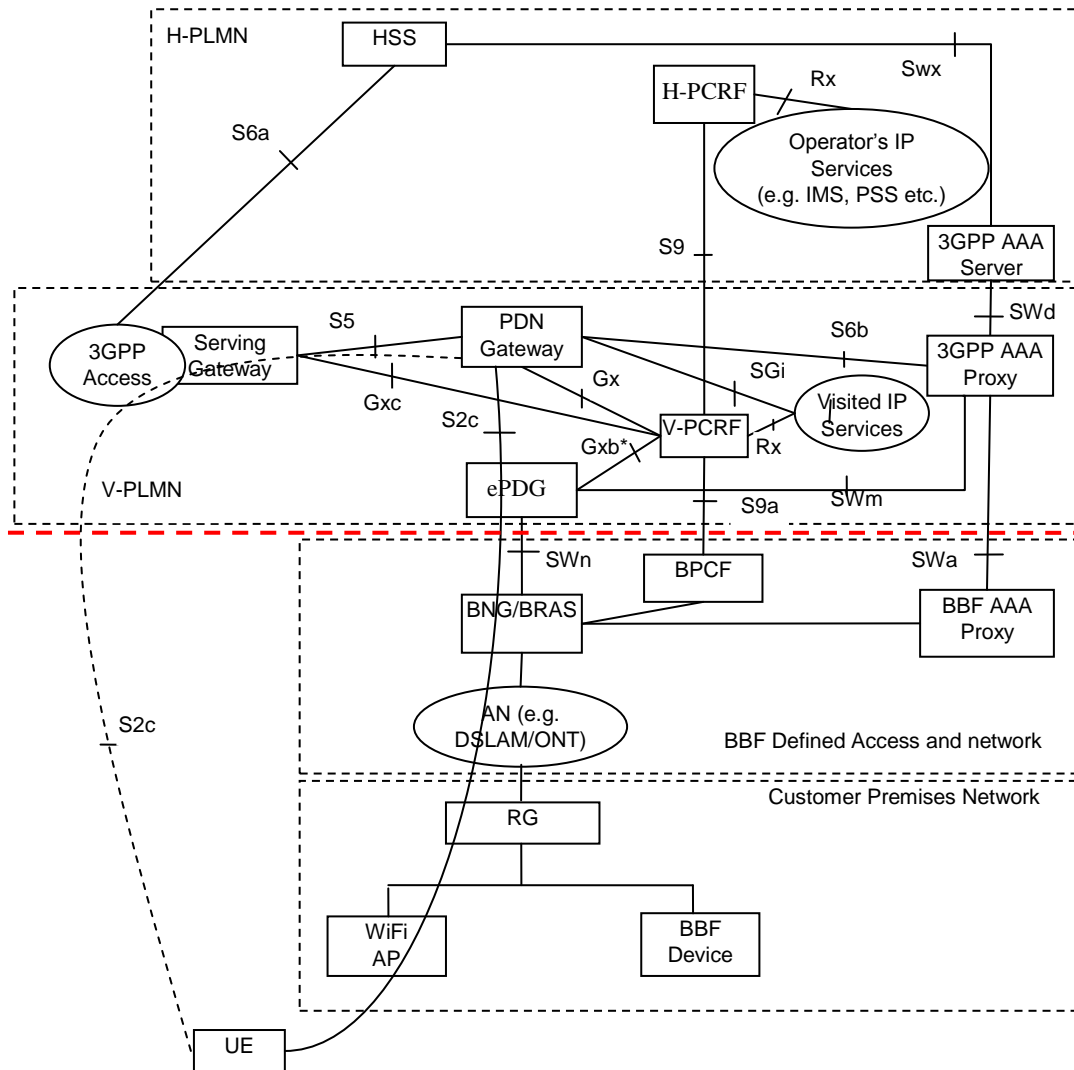 H-PLMN
HSS
Swx
H-PCRF
Rx
S6a
Operator's IP
Services
(e.g. IMS, PSS etc.)
S9
3GPP AAA
Server
SWd
S5
PDN
Gateway
S6b
3GPP
Access
Serving
Gateway
3GPP AAA
Proxy
Gxc
Gx
SGi
S2c
Visited IP
Services
V-PCRF
Rx
Gxb*
V-PLMN
ePDG
S9a
SWm
SWn
BPCF
SWa
BNG/BRAS
BBF AAA
Proxy
S2c
AN (e.g.
DSLAM/ONT)
BBF Defined Access and network
Customer Premises Network
RG
WiFi
AP
BBF
Device
UE